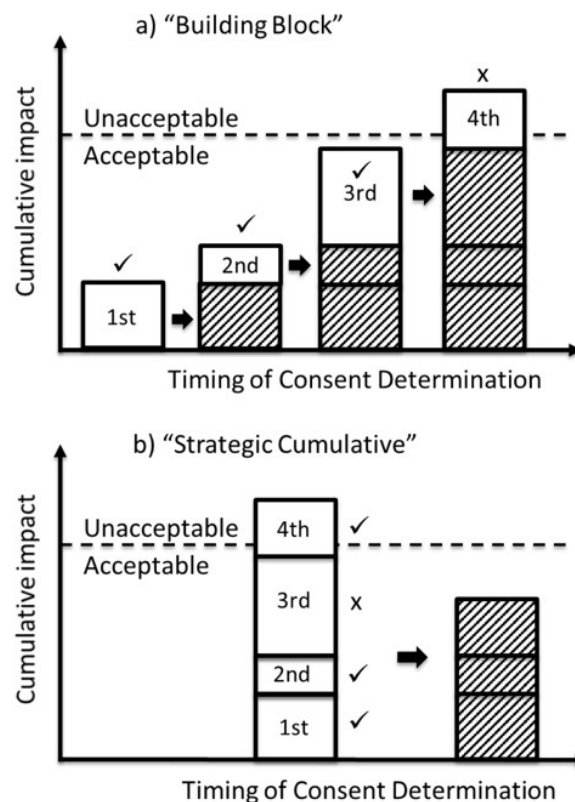 a) “Building Block”
x
Unacceptable
4th
Acceptable
✓
3rd
✓
2nd
✓
1st
Cumulative impact
Timing of Consent Determination
b) “Strategic Cumulative”
Unacceptable
4th ✓
Acceptable
3rd x
2nd ✓
1st ✓
Cumulative impact
Timing of Consent Determination